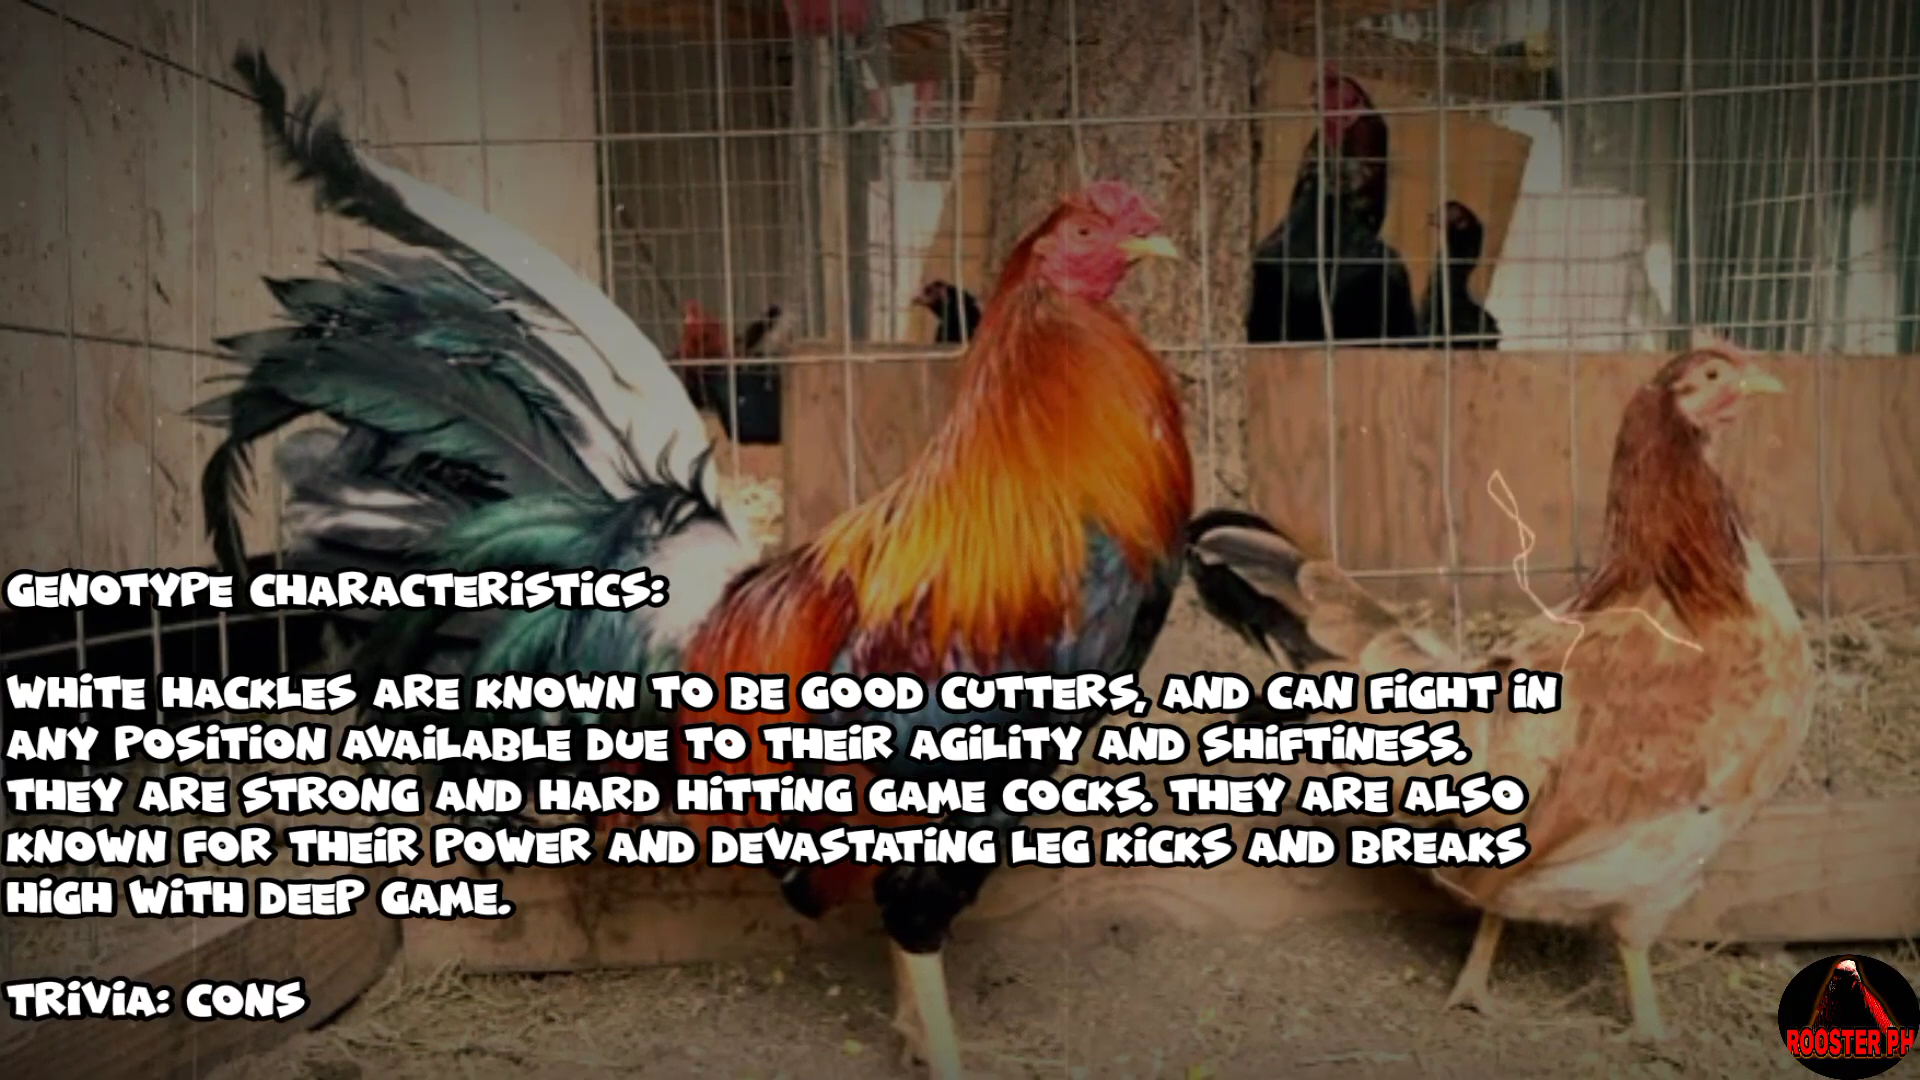 GENOTYPE CHARACTERISTICS:
WHITE HACKLES ARE KNOWN TO BE GOOD CUTTERS, AND CAN FIGHT IN
ANY POSITION AVAILABLE DUE TO THEIR AGILITY AND SHIFTINESS.
THEY ARE STRONG AND HARD HITTING GAME COCKS. THEY ARE ALSO
KNOWN FOR THEIR POWER AND DEVASTATING LEG KICKS AND BREAKS
HIGH WITH DEEP GAME.
TRIVIA: CONS
ROOSTER PH